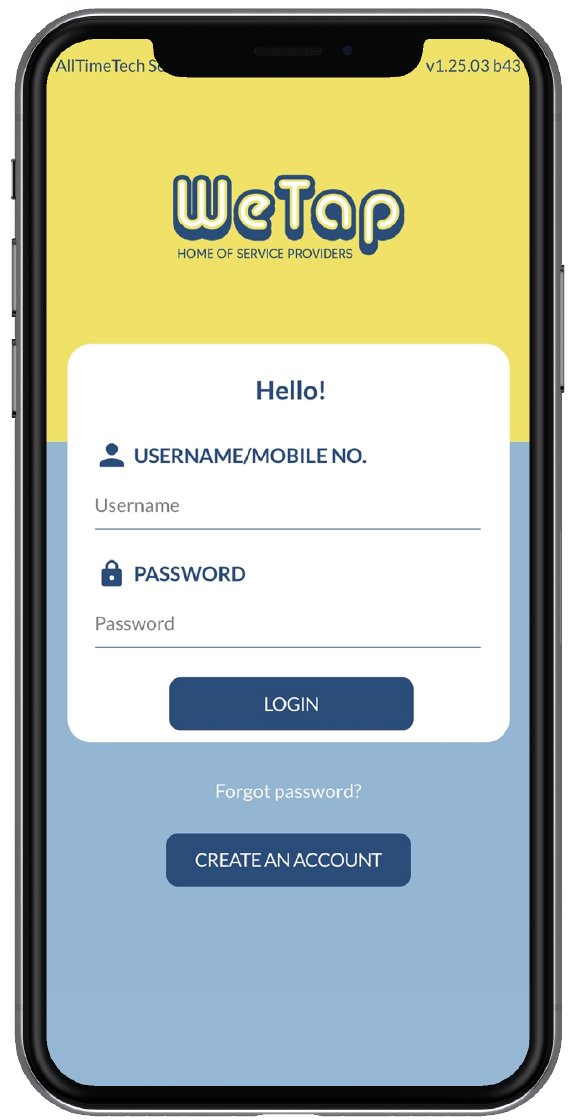 AllTimeTech
v1.25.03 b43
WeTap
HOME OF SERVICE PROVIDERS
Hello!
USERNAME/MOBILE NO.
Username
PASSWORD
Password
LOGIN
Forgot password?
CREATE AN ACCOUNT